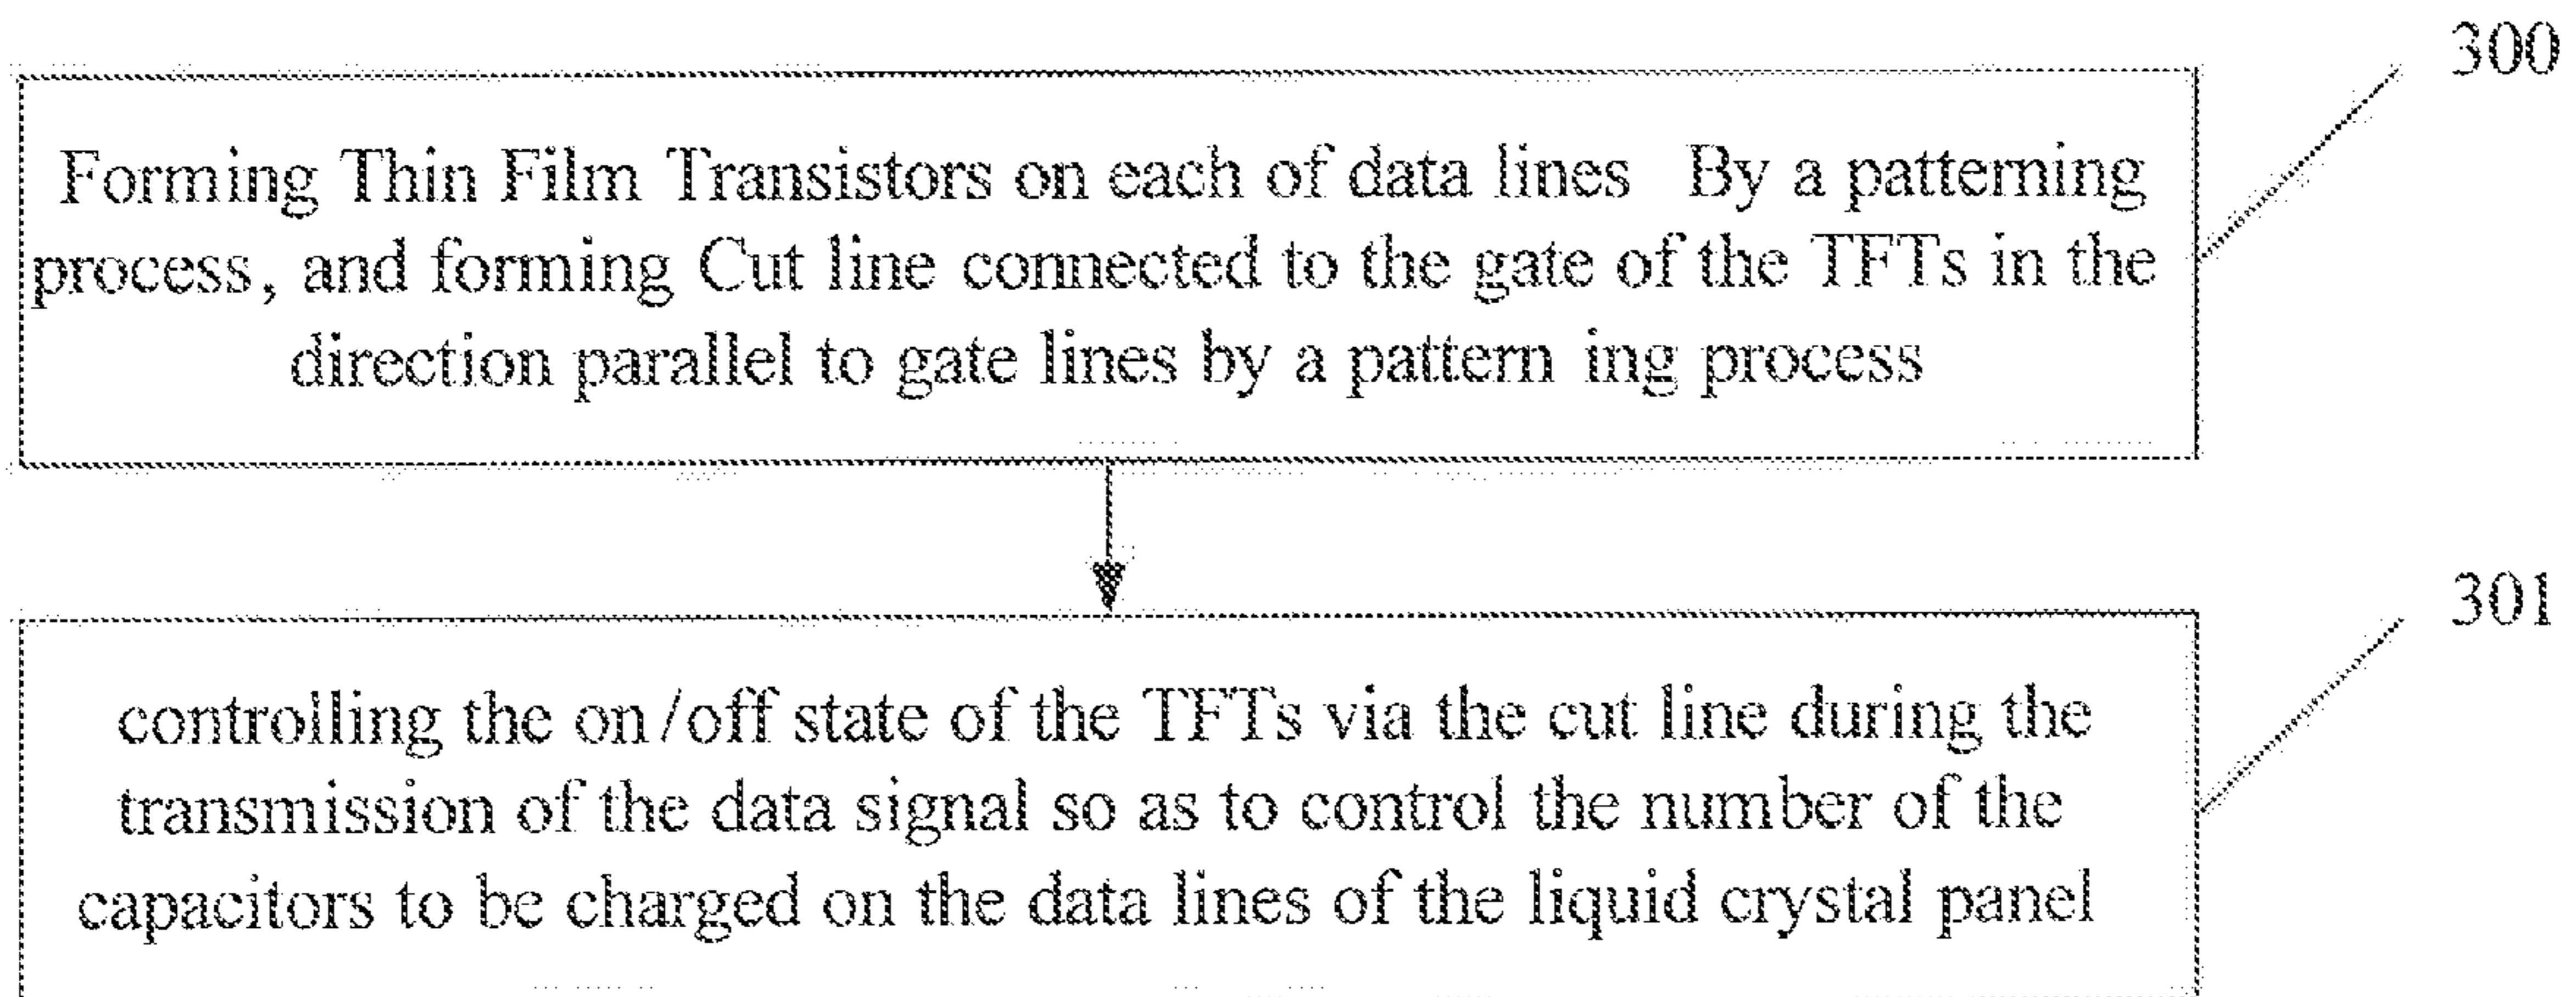 300
Forming Thin Film Transistors on each of data lines By a patterning
process, and forming Cut line connected to the gate of the TFTs in the
direction parallel to gate lines by a pattern ing process
301
controlling the on/off state of the TFTs via the cut line during the
transmission of the data signal so as to control the number of the
capacitors to be charged on the data lines of the liquid crystal panel